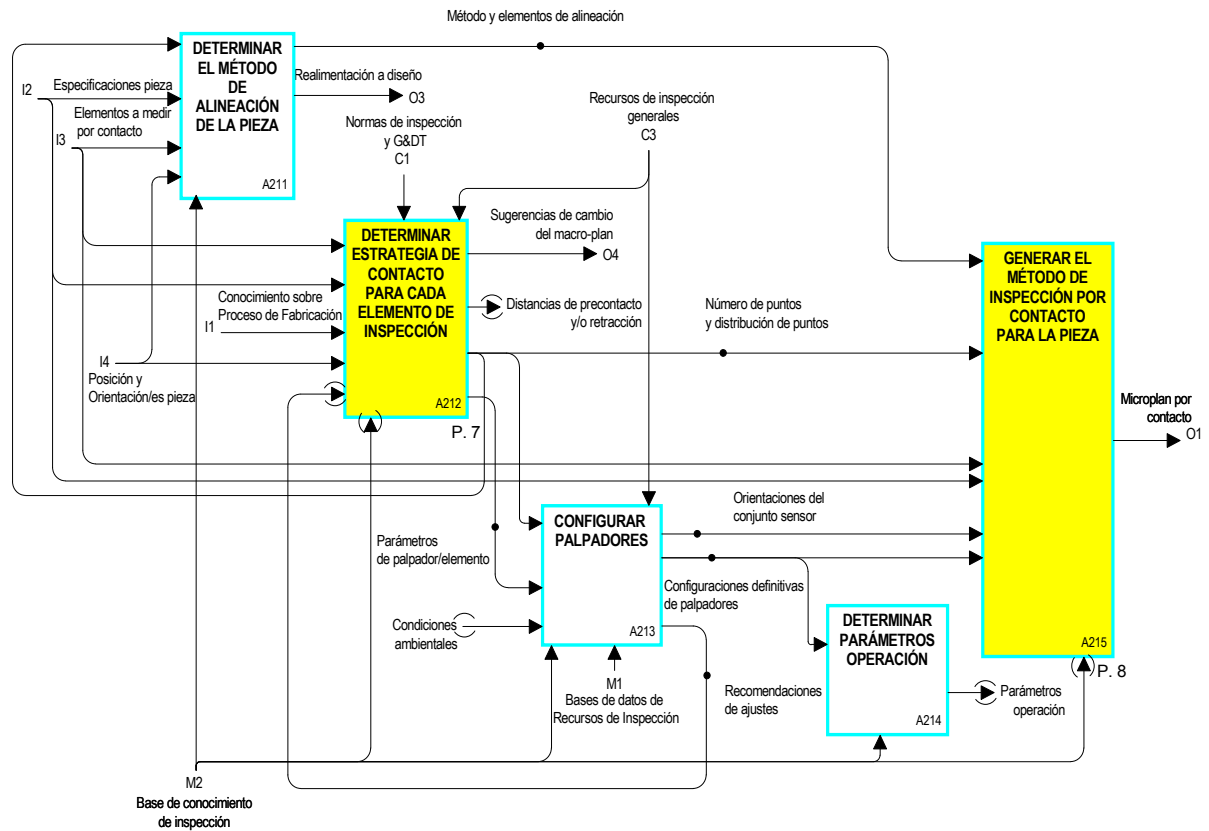 Método y elementos de alineación
DETERMINAR
EL MÉTODO
DE
ALINEACIÓN
DE LA PIEZA
A211
I2
Especificaciones pieza
Elementos a medir
por contacto
I3
Realimentación a diseño
O3
Normas de inspección
y G&DT
C1
Recursos de inspección
generales
C3
DETERMINAR
ESTRATEGIA DE
CONTACTO
PARA CADA
ELEMENTO DE
INSPECCIÓN
A212
P. 7
Sugerencias de cambio
del macro-plan
O4
Distancias de precontacto
y/o retracción
Conocimiento sobre
Proceso de Fabricación
I1
I4
Posición y
Orientación/es pieza
Número de puntos
y distribución de puntos
GENERAR EL
MÉTODO DE
INSPECCIÓN POR
CONTACTO
PARA LA PIEZA
A215
P. 8
Microplan por
contacto
O1
Orientaciones del
conjunto sensor
CONFIGURAR
PALPADORES
A213
Parámetros
de palpador/elemento
Condiciones
ambientales
Configuraciones definitivas
de palpadores
M1
Bases de datos de
Recursos de Inspección
DETERMINAR
PARÁMETROS
OPERACIÓN
A214
Recomendaciones
de ajustes
Parámetros
operación
M2
Base de conocimiento
de inspección